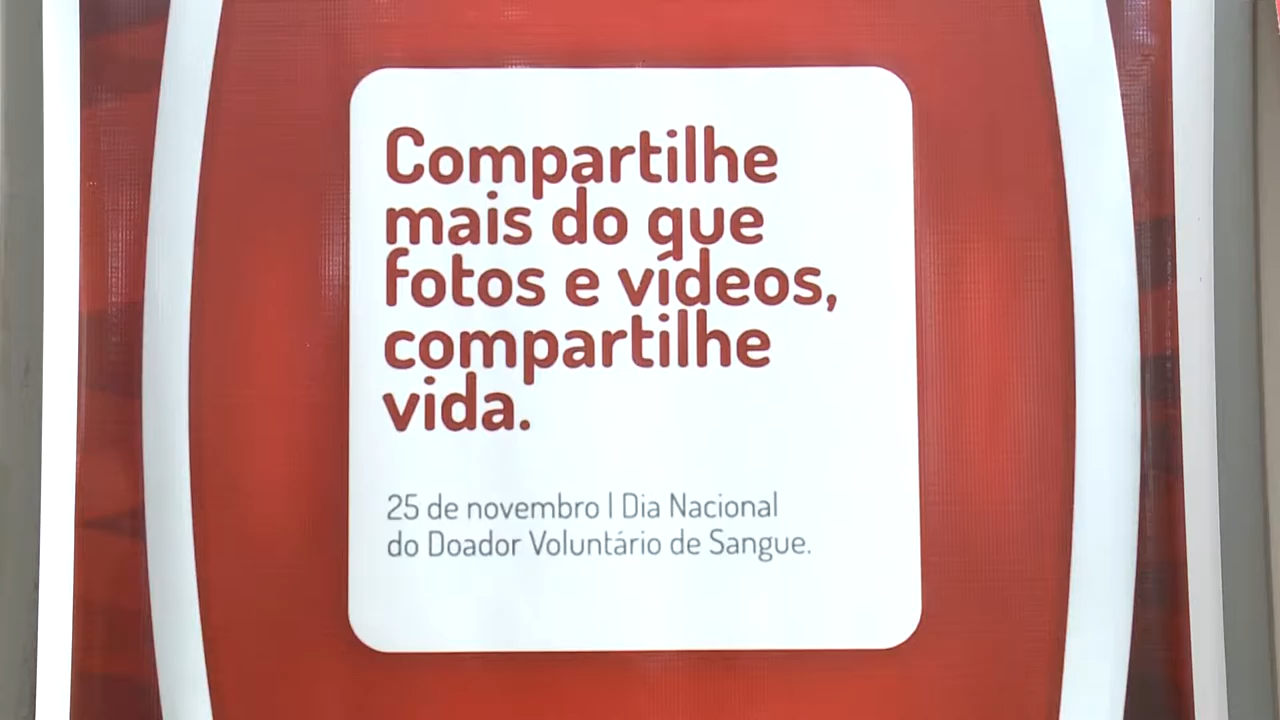 Compartilhe
mais do que
fotos e vídeos,
compartilhe
vida.
25 de novembro | Dia Nacional
do Doador Voluntário de Sangue.